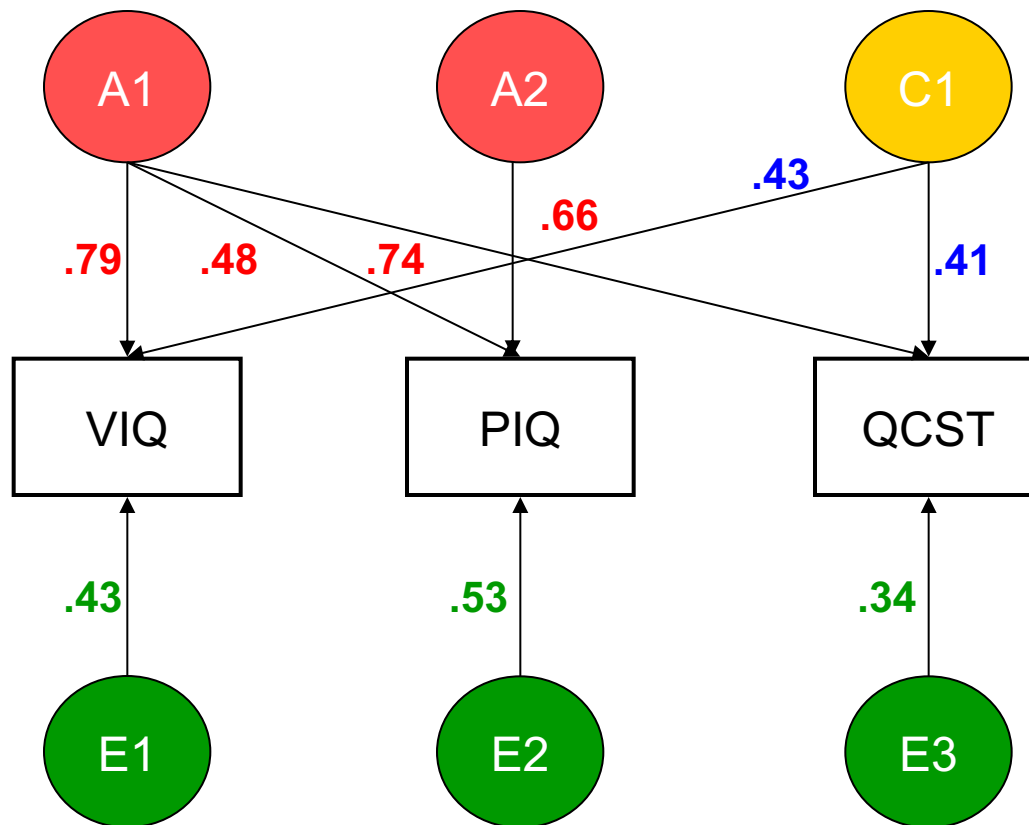 A1
A2
C1
.43
.66
.79
.48
.74
.41
VIQ
PIQ
QCST
.43
.53
.34
E1
E2
E3